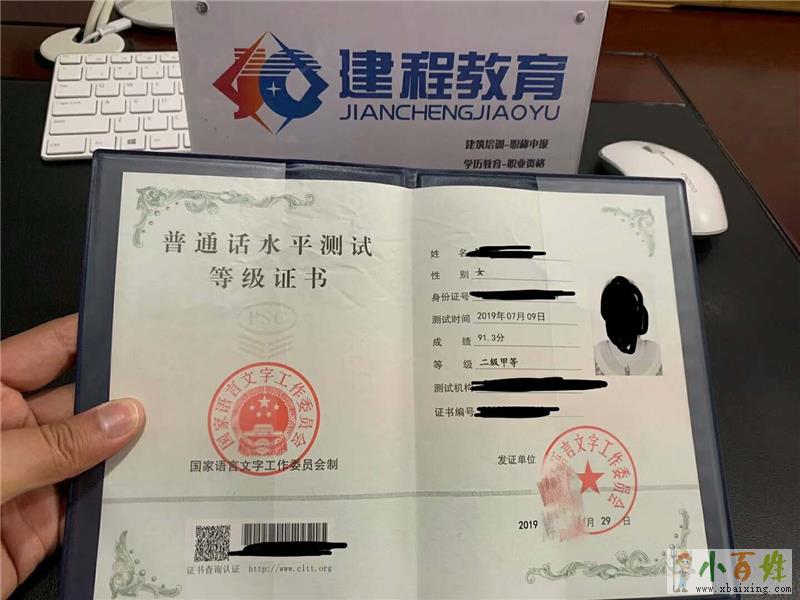 建程教育
JIANCHENGJIAOYU
建筑培训-职称申报
学历教育-职业资格
普通话水平测试
等级证书
PSC
国家语言文字工作委员会
国家语言文字工作委员会制
证书查询认证 http://www.cltt.org
姓 名
性 别 女
身份证号
测试时间 2019年07月09日
成 绩 91.3分
等 级 二级甲等
测试机构
证书编号
发证单位
语言文字工作委员会
2019 月 29 日
小百姓
www.xbaixing.com